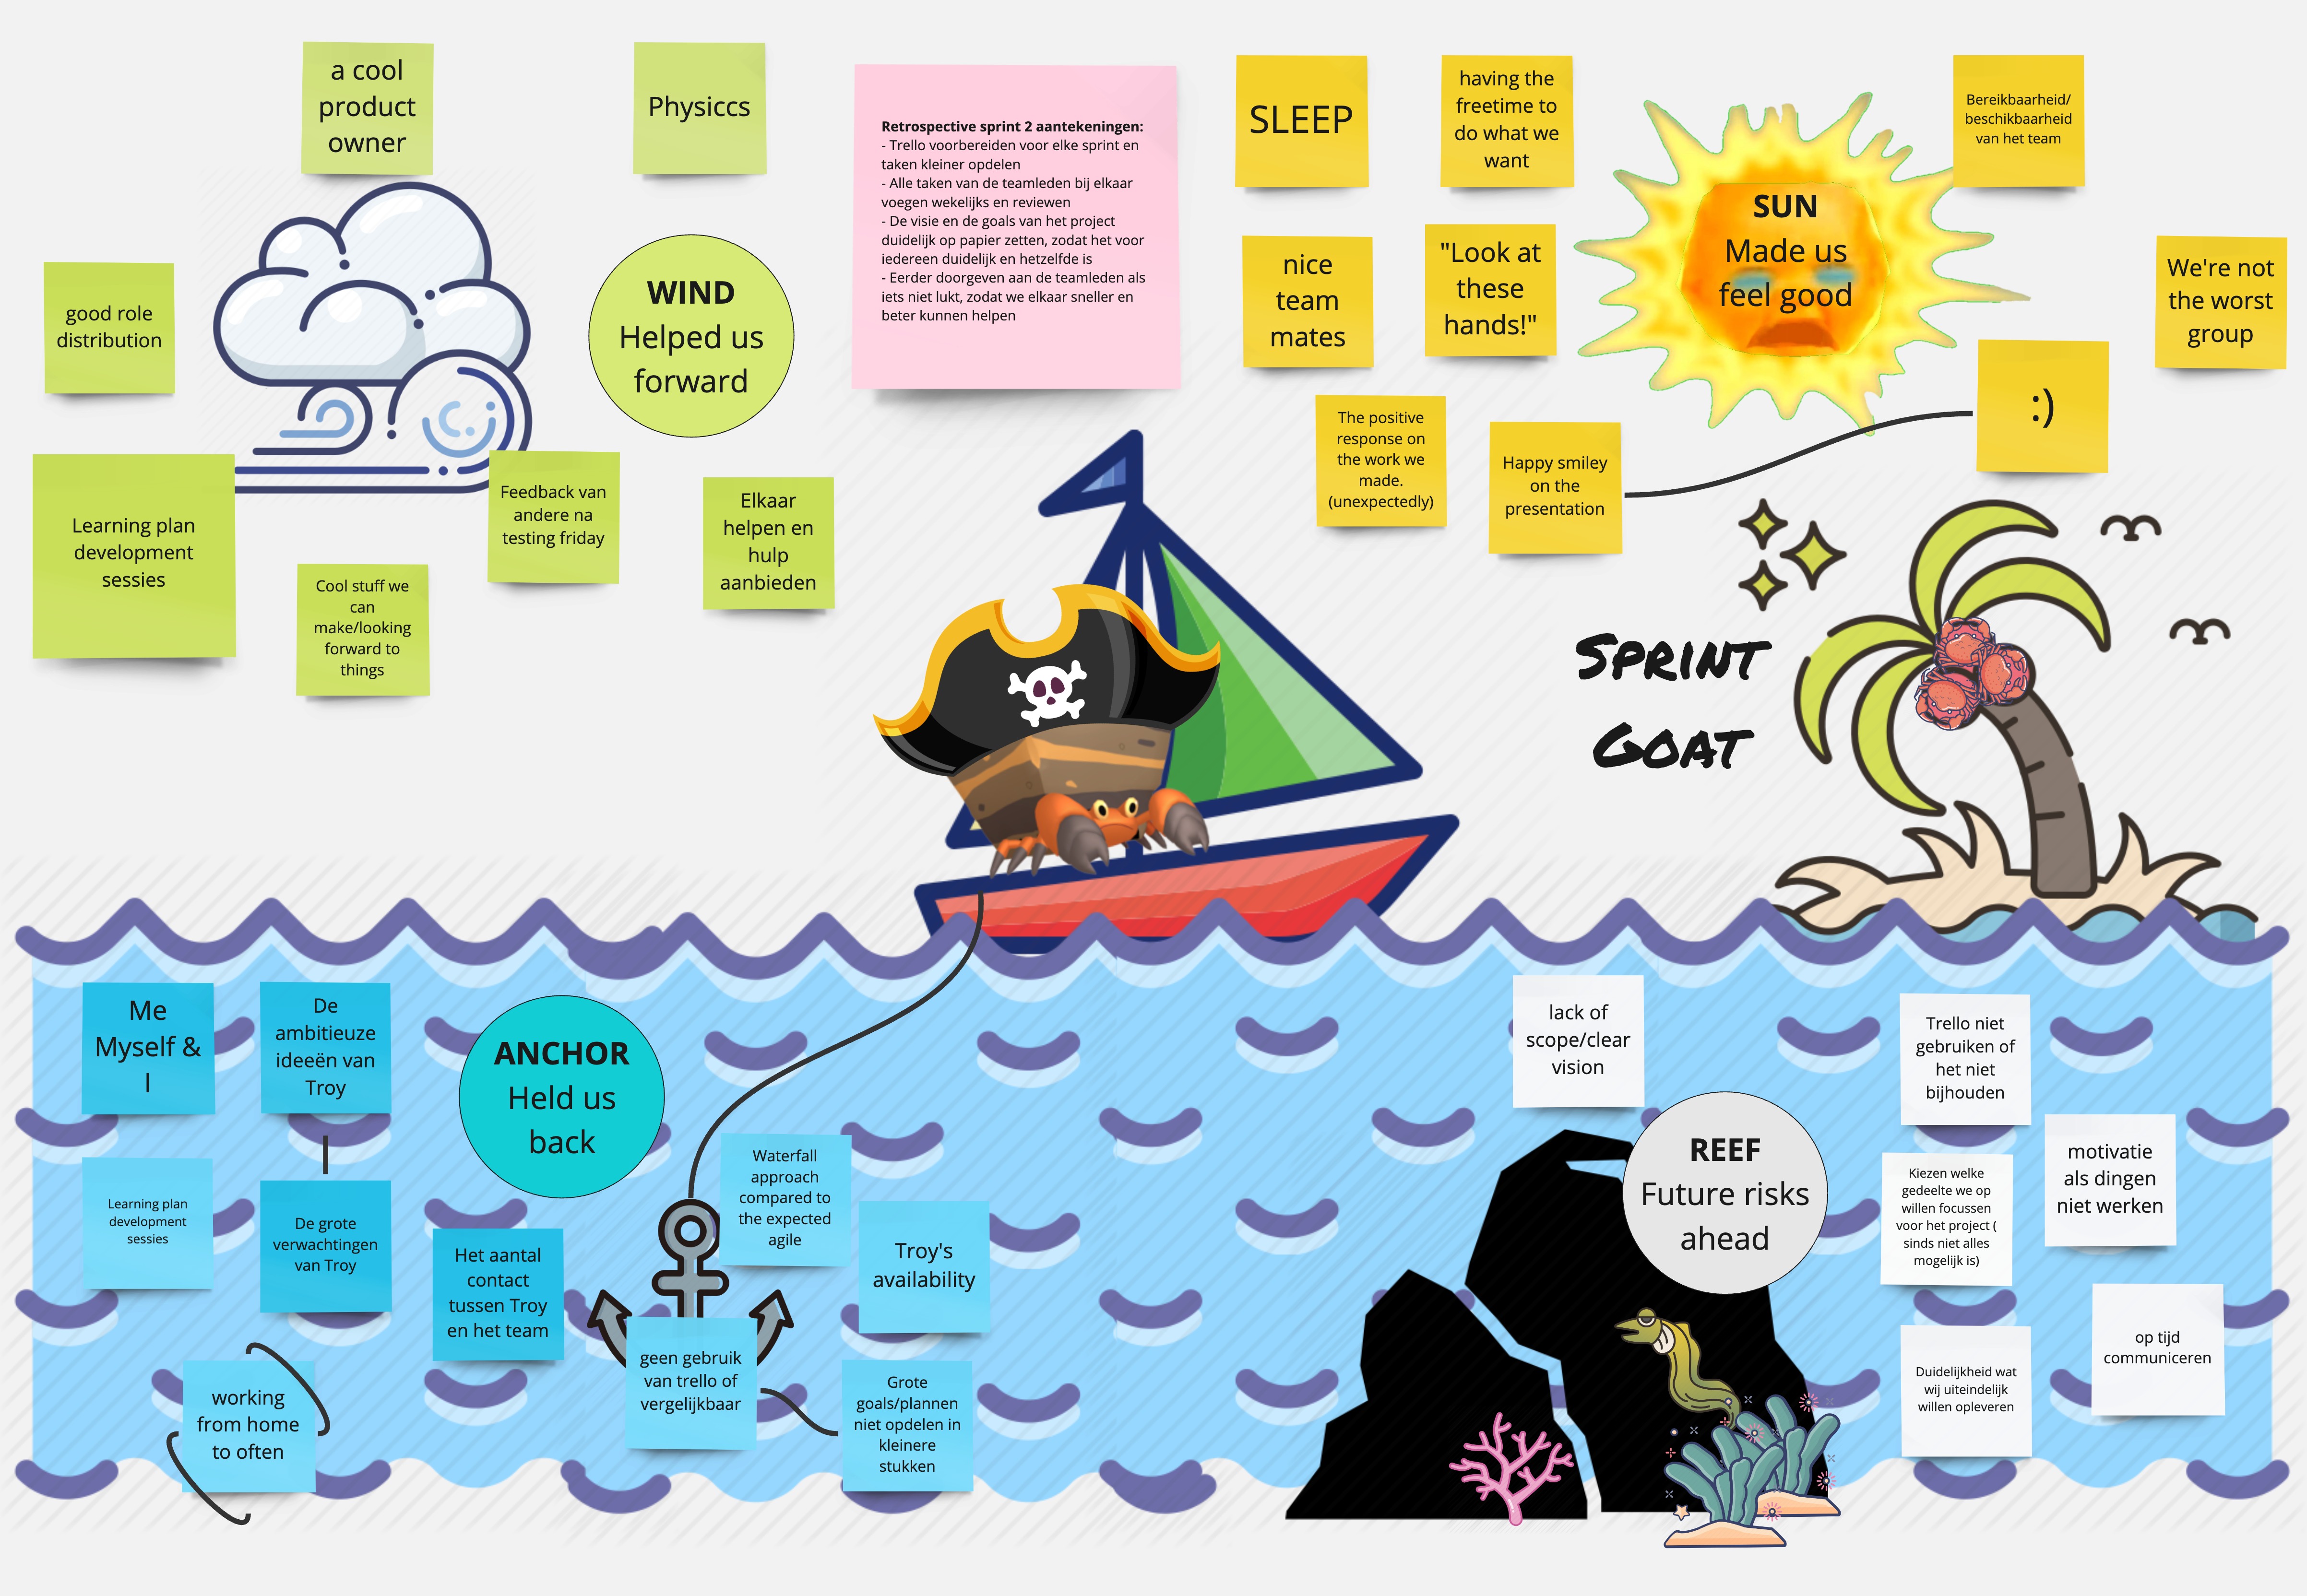 a cool
product
owner
Physiccs
good role
distribution
WIND
Helped us
forward
Learning plan
development
sessies
Feedback van
andere na
testing friday
Cool stuff we
can
make/looking
forward to
things
Elkaar
helpen en
hulp
aanbieden
Retrospective sprint 2 aantekeningen:
- Trello voorbereiden voor elke sprint en
taken kleiner opdelen
- Alle taken van de teamleden bij elkaar
voegen wekelijks en reviewen
- De visie en de goals van het project
duidelijk op papier zetten, zodat het voor
iedereen duidelijk en hetzelfde is
- Eerder doorgeven aan de teamleden als
iets niet lukt, zodat we elkaar sneller en
beter kunnen helpen
SLEEP
having the
freetime to
do what we
want
Bereikbaarheid/
beschikbaarheid
van het team
nice
team
mates
"Look at
these
hands!"
SUN
Made us
feel good
We're not
the worst
group
The positive
response on
the work we
made.
(unexpectedly)
Happy smiley
on the
presentation
:)
Sprint
Goat
Me
Myself &
I
De
ambitieuze
ideeën van
Troy
ANCHOR
Held us
back
Learning plan
development
sessies
De grote
verwachtingen
van Troy
Het aantal
contact
tussen Troy
en het team
Waterfall
approach
compared to
the expected
agile
Troy's
availability
working
from home
to often
geen gebruik
van trello of
vergelijkbaar
Grote
goals/plannen
niet opdelen in
kleinere
stukken
lack of
scope/clear
vision
REEF
Future risks
ahead
Trello niet
gebruiken of
het niet
bijhouden
Kiezen welke
gedeelte we op
willen focussen
voor het project (
sinds niet alles
mogelijk is)
motivatie
als dingen
niet werken
Duidelijkheid wat
wij uiteindelijk
willen opleveren
op tijd
communiceren